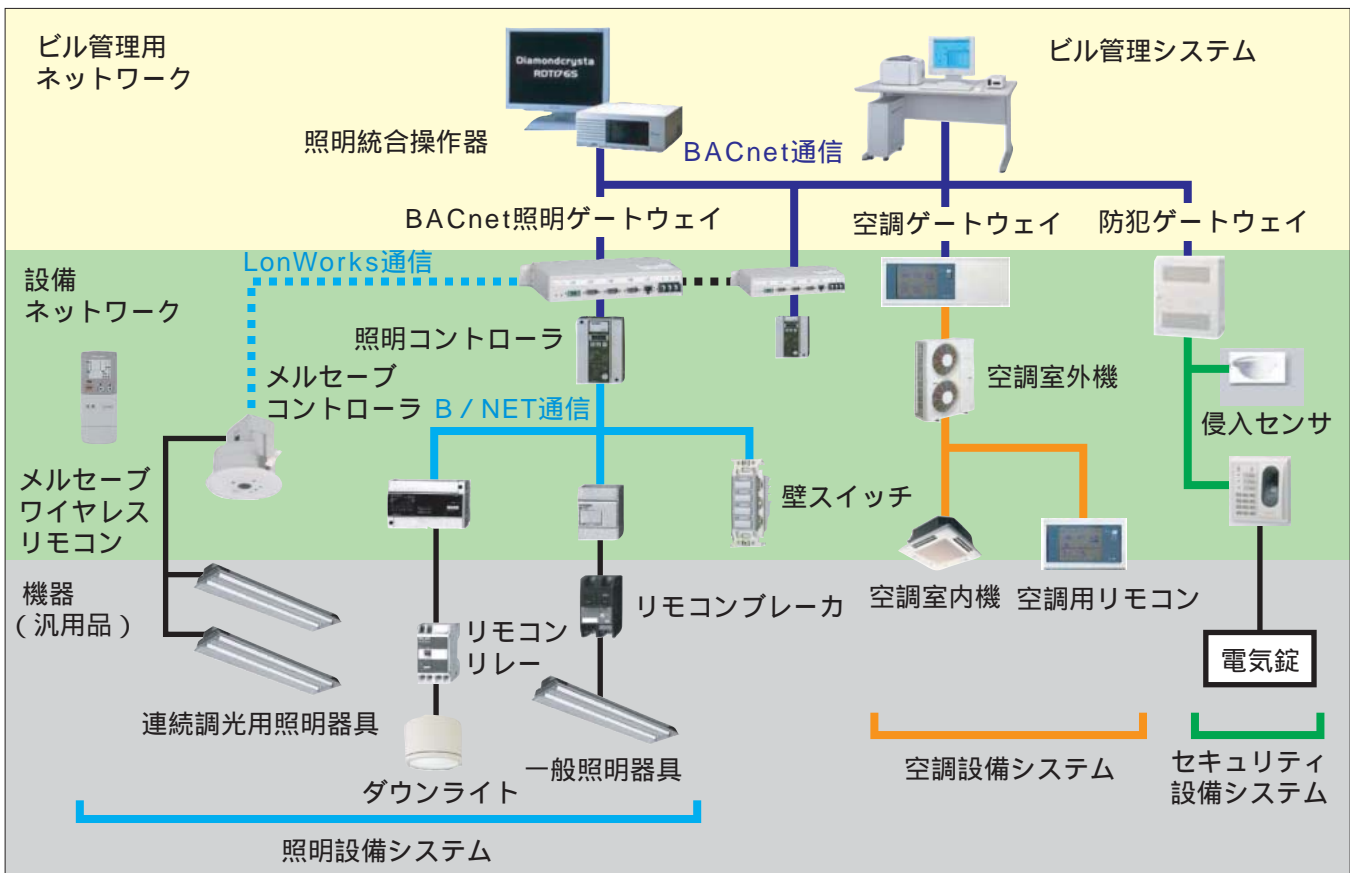 ビル管理用
ネットワーク
Diamondcrysta
RDT176S
ビル管理システム
照明統合操作器
BACnet通信
BACnet照明ゲートウェイ
空調ゲートウェイ
防犯ゲートウェイ
LonWorks通信
設備
ネットワーク
照明コントローラ
空調室外機
メルセーブ
コントローラ
B/NET通信
侵入センサ
メルセーブ
ワイヤレス
リモコン
壁スイッチ
機器
(汎用品)
リモコンブレーカ
空調室内機
空調用リモコン
リモコン
リレー
電気錠
連続調光用照明器具
一般照明器具
ダウンライト
空調設備システム
セキュリティ
設備システム
照明設備システム